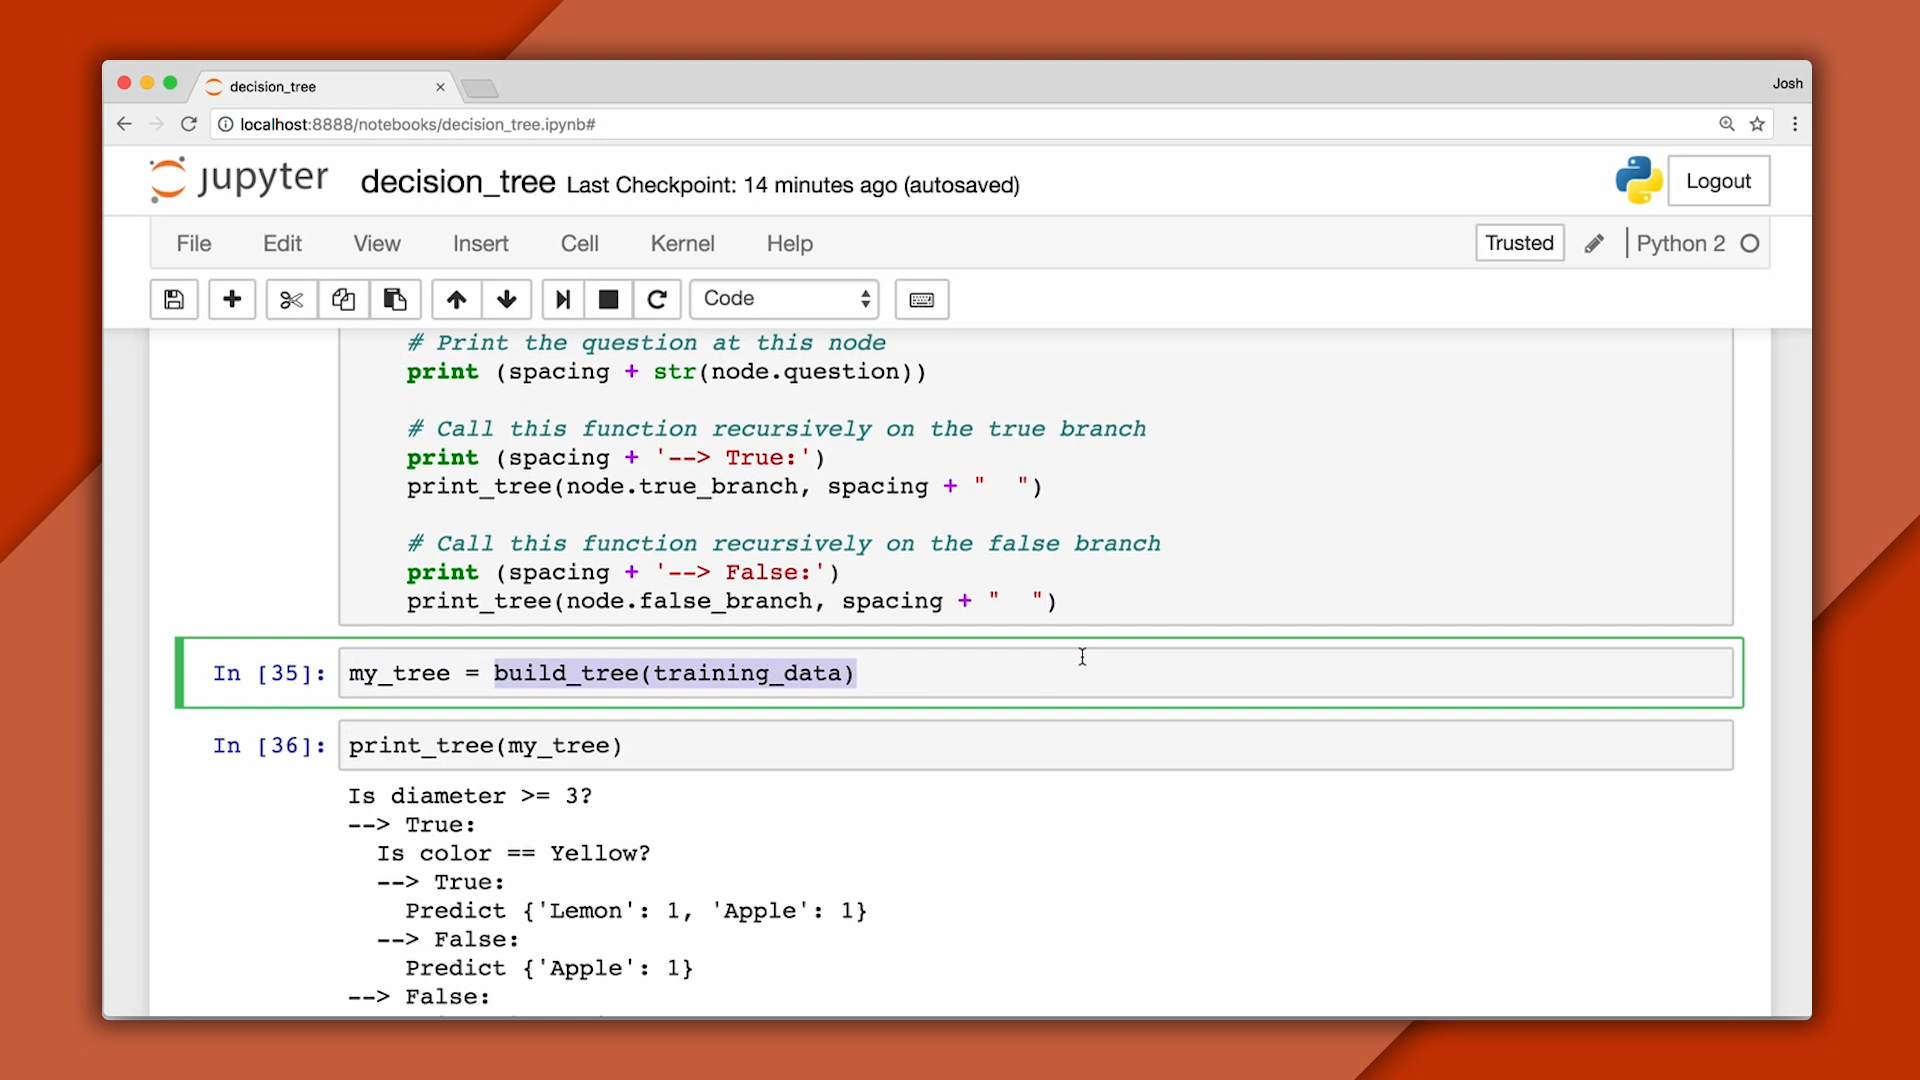 decision_tree
Josh
localhost:8888/notebooks/decision_tree.ipynb#
jupyter decision_tree Last Checkpoint: 14 minutes ago (autosaved)
Logout
File Edit View Insert Cell Kernel Help
Trusted
Python 2
Code
# Print the question at this node
print (spacing + str(node.question))
# Call this function recursively on the true branch
print (spacing + '--> True:')
print_tree(node.true_branch, spacing + "  ")
# Call this function recursively on the false branch
print (spacing + '--> False:')
print_tree(node.false_branch, spacing + "  ")
In [35]: my_tree = build_tree(training_data)
In [36]: print_tree(my_tree)
Is diameter >= 3?
--> True:
  Is color == Yellow?
  --> True:
    Predict {'Lemon': 1, 'Apple': 1}
  --> False:
    Predict {'Apple': 1}
--> False: